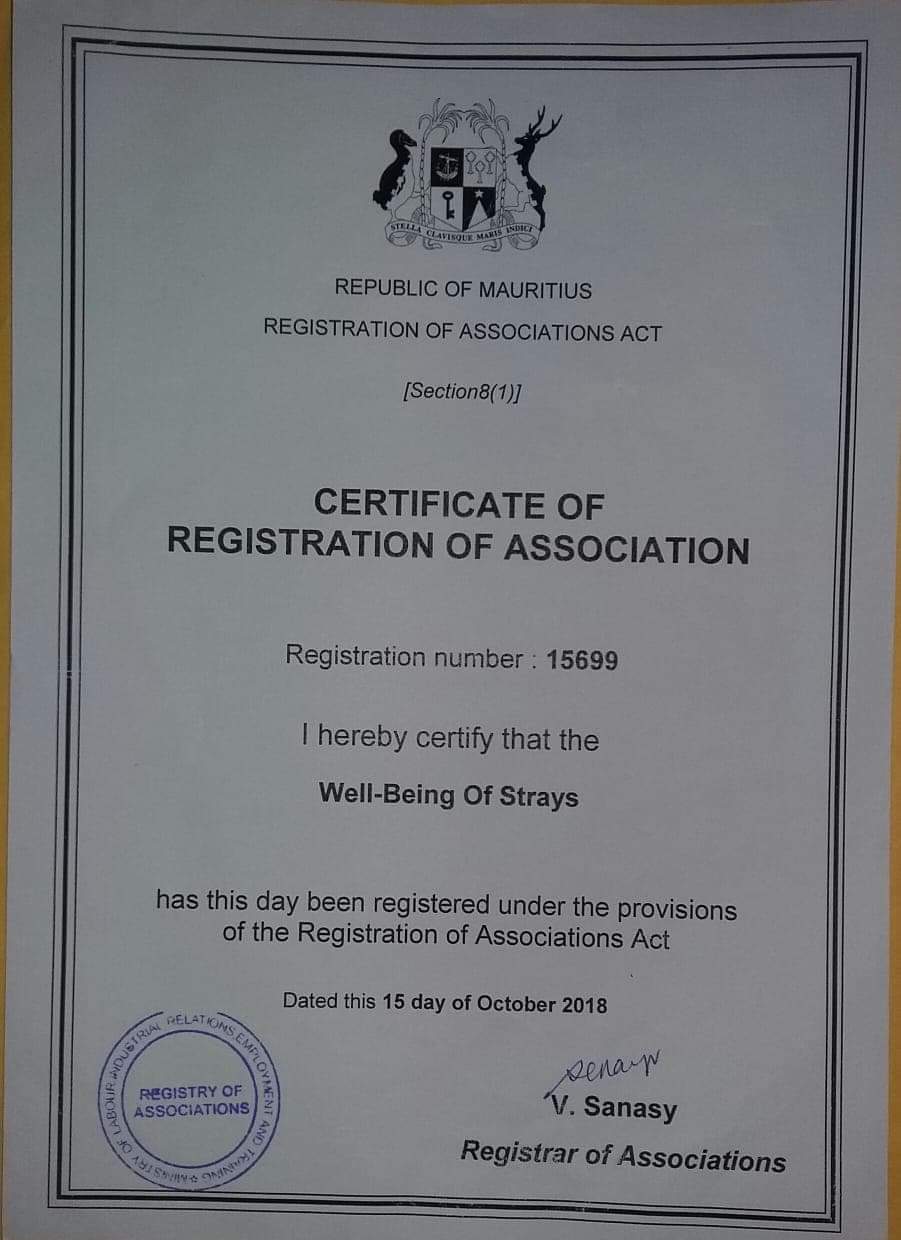 STELLA CLAVISQUE MARIS INDICI
REPUBLIC OF MAURITIUS
REGISTRATION OF ASSOCIATIONS ACT
[Section8(1)]
CERTIFICATE OF
REGISTRATION OF ASSOCIATION
Registration number : 15699
I hereby certify that the
Well-Being Of Strays
has this day been registered under the provisions
of the Registration of Associations Act
Dated this 15 day of October 2018
MINISTRY OF LABOUR, INDUSTRIAL RELATIONS, EMPLOYMENT AND TRAINING
REGISTRY OF
ASSOCIATIONS
V. Sanasy
Registrar of Associations